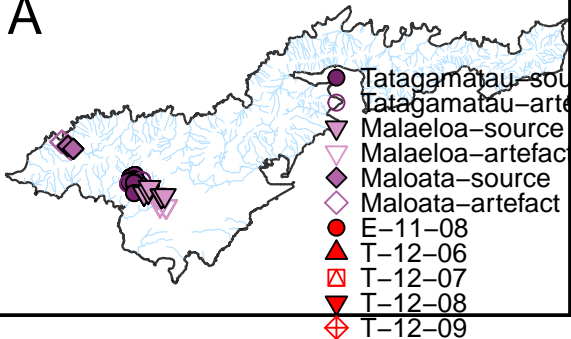 A
Tatagamatau−sou
Tatagamatau−arte
Malaeloa−source
Malaeloa−artefact
Maloata−source
Maloata−artefact
E−11−08
T−12−06
T−12−07
T−12−08
T−12−09